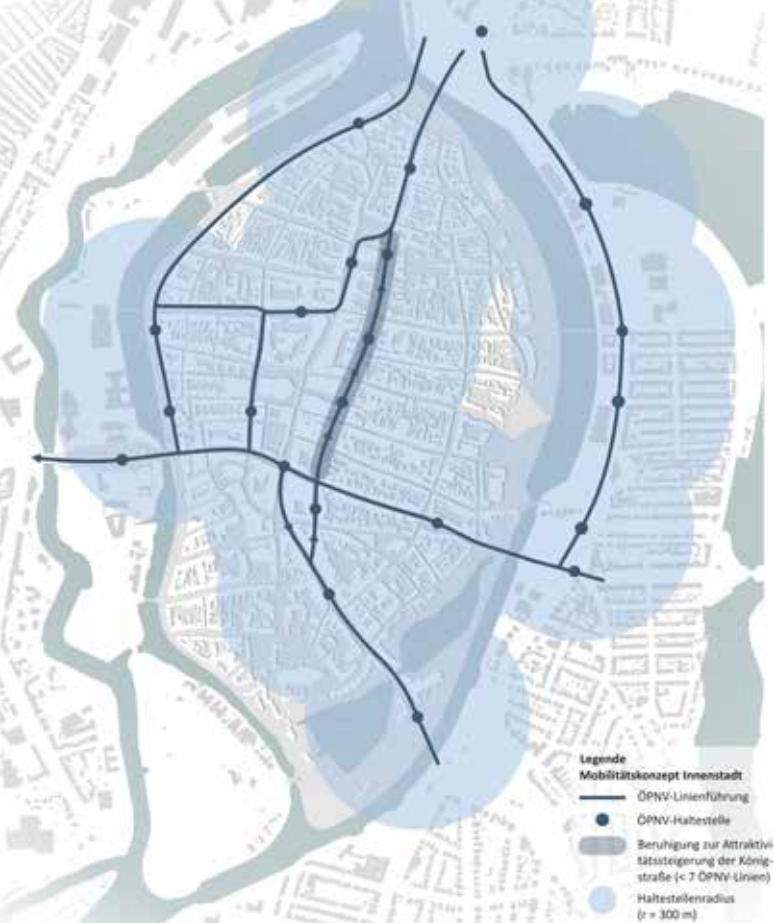 Legende
Mobilitätskonzept Innenstadt
ÖPNV-Linienführung
ÖPNV-Haltestelle
Beruhigung zur Attraktivi-
tätssteigerung der König-
straße (< 7 ÖPNV-Linien)
Haltestellenradius
(r = 300 m)